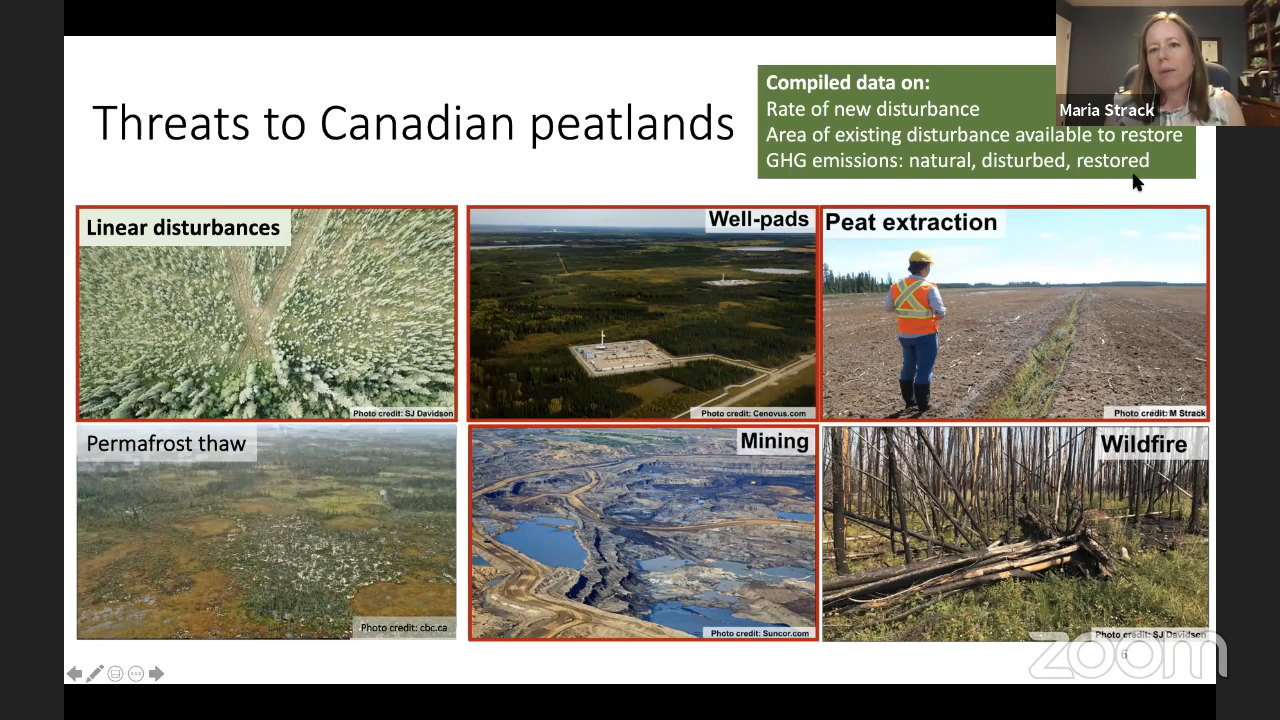 Threats to Canadian peatlands
Compiled data on:
Rate of new disturbance
Area of existing disturbance available to restore
GHG emissions: natural, disturbed, restored
Maria Strack
Linear disturbances
Photo credit: SJ Davidson
Well-pads
Photo credit: Cenovus.com
Peat extraction
Photo credit: M Strack
Permafrost thaw
Photo credit: cbc.ca
Mining
Photo credit: Suncor.com
Wildfire
Photo credit: SJ Davidson
6
zoom